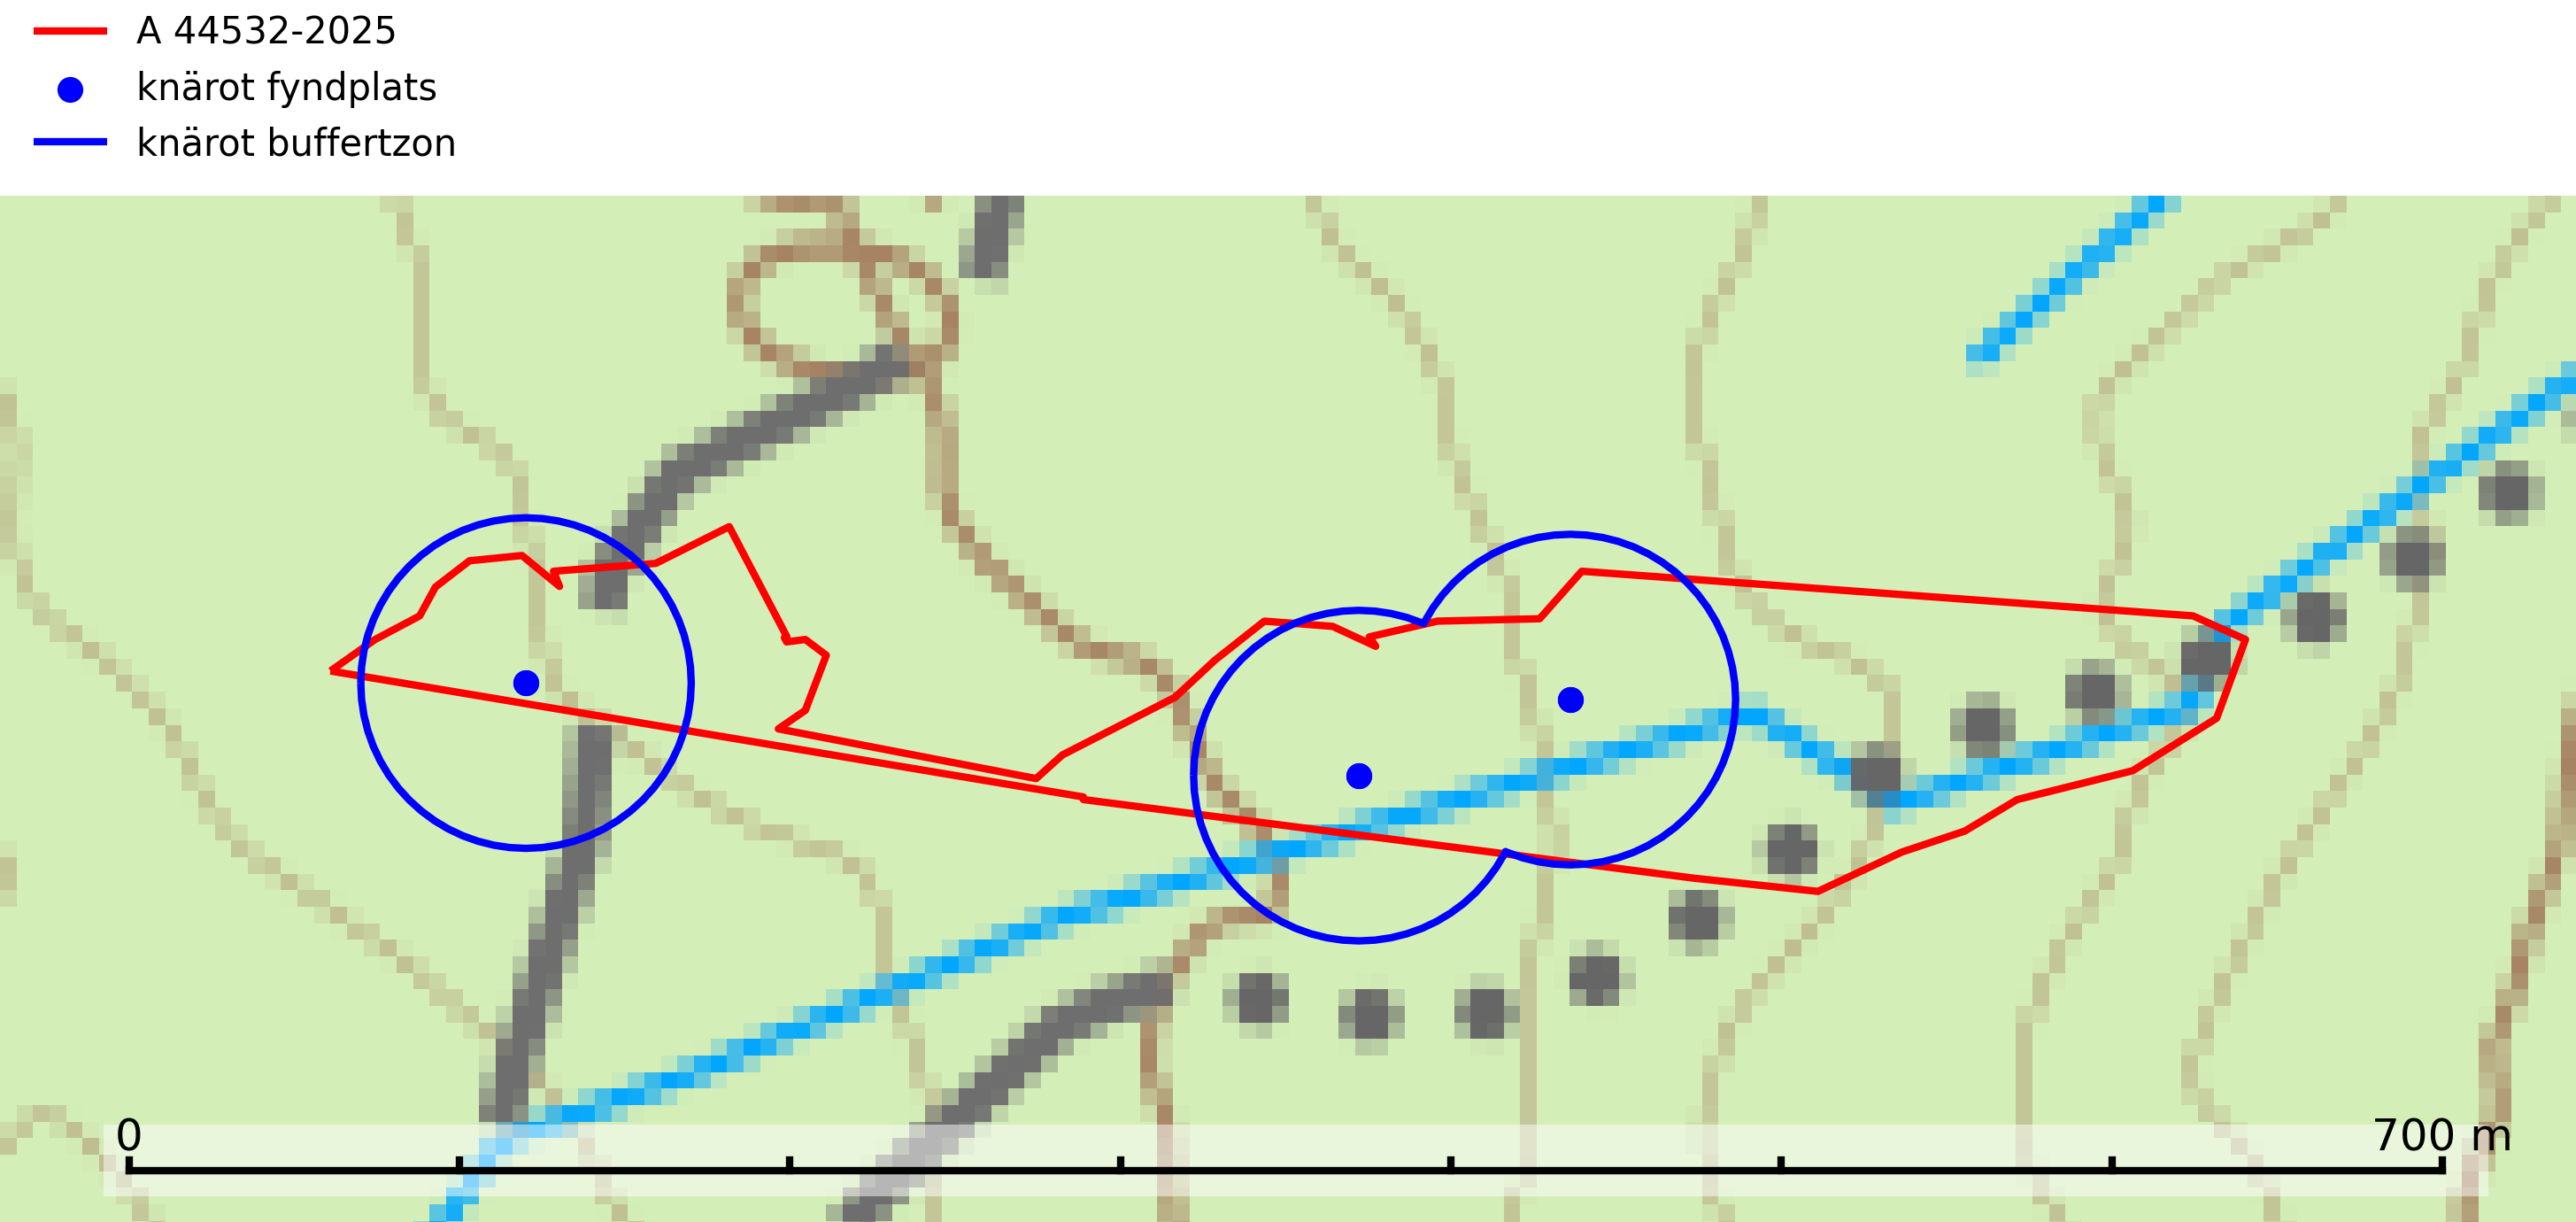 A 44532-2025
knärot fyndplats
knärot buffertzon
0 700 m